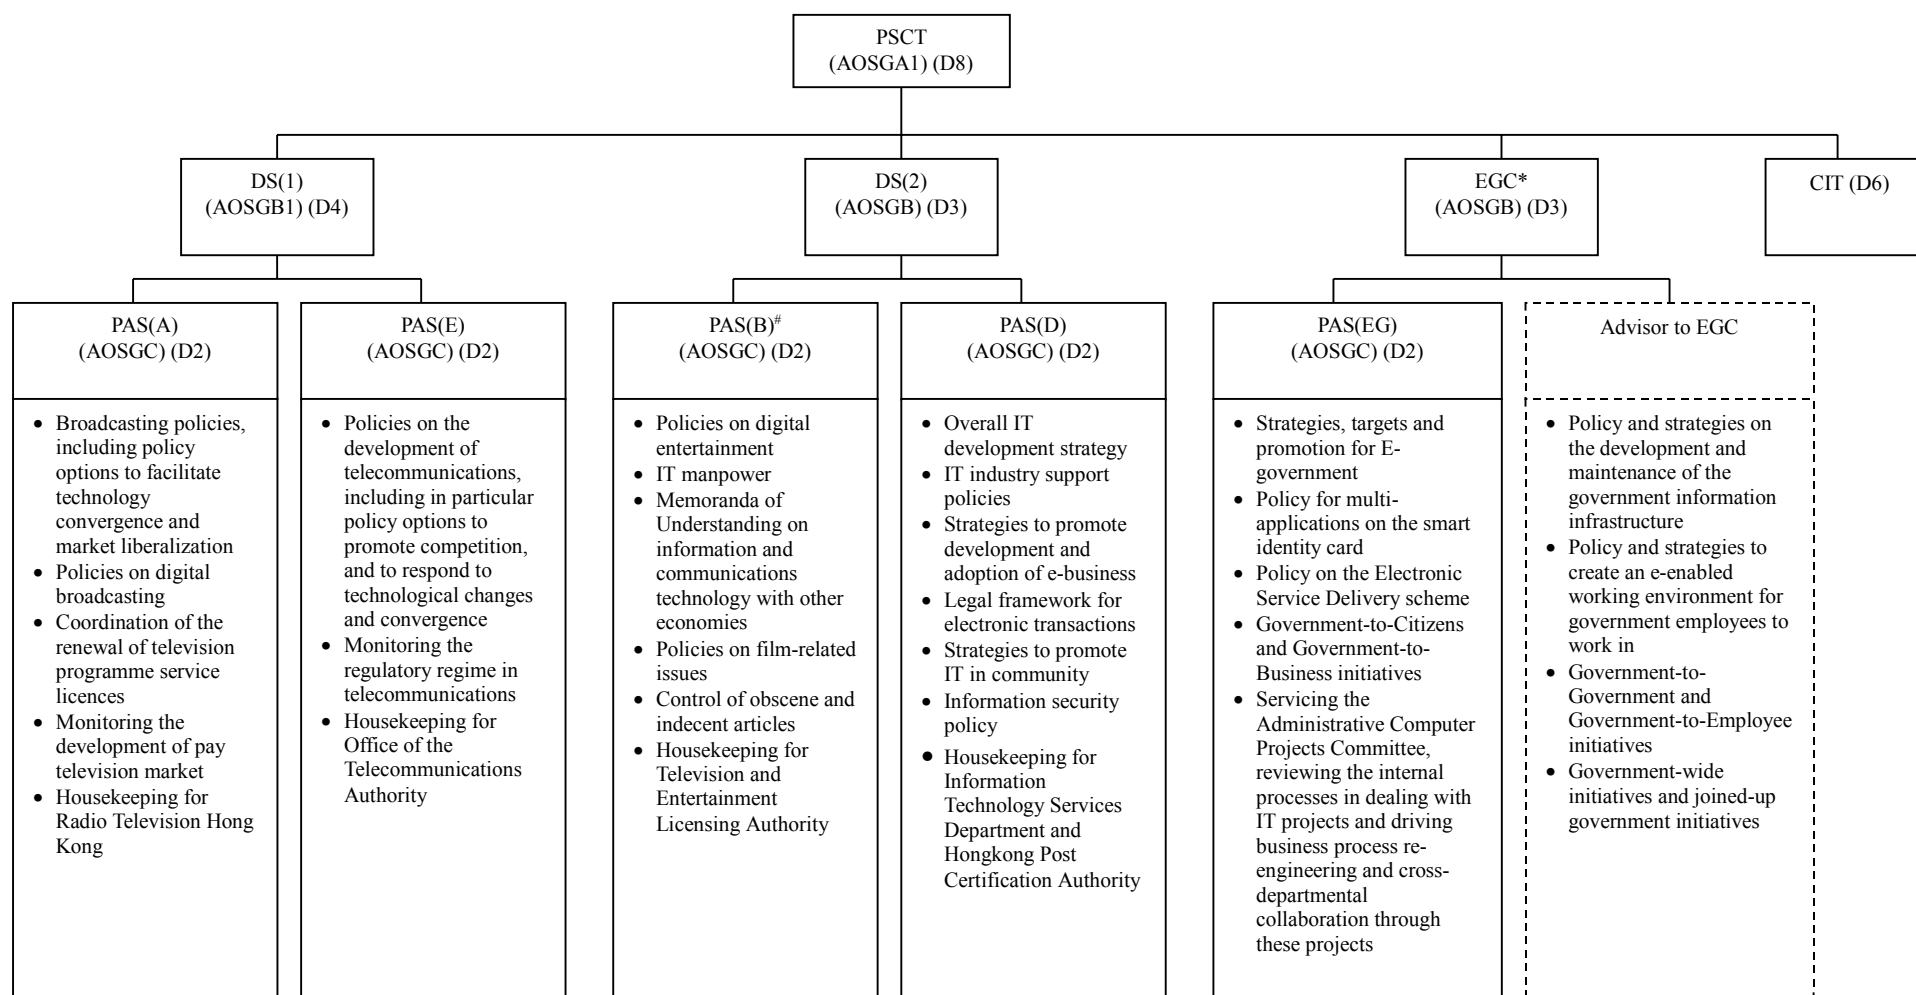 PSCT
(AOSGA1) (D8)
DS(1)
(AOSGB1) (D4)
DS(2)
(AOSGB) (D3)
EGC*
(AOSGB) (D3)
CIT (D6)
PAS(A)
(AOSGC) (D2)
• Broadcasting policies,
including policy
options to facilitate
technology
convergence and
market liberalization
• Policies on digital
broadcasting
• Coordination of the
renewal of television
programme service
licences
• Monitoring the
development of pay
television market
• Housekeeping for
Radio Television Hong
Kong
PAS(E)
(AOSGC) (D2)
• Policies on the
development of
telecommunications,
including in particular
policy options to
promote competition,
and to respond to
technological changes
and convergence
• Monitoring the
regulatory regime in
telecommunications
• Housekeeping for
Office of the
Telecommunications
Authority
PAS(B)#
(AOSGC) (D2)
• Policies on digital
entertainment
• IT manpower
• Memoranda of
Understanding on
information and
communications
technology with other
economies
• Policies on film-related
issues
• Control of obscene and
indecent articles
• Housekeeping for
Television and
Entertainment
Licensing Authority
PAS(D)
(AOSGC) (D2)
• Overall IT
development strategy
• IT industry support
policies
• Strategies to promote
development and
adoption of e-business
• Legal framework for
electronic transactions
• Strategies to promote
IT in community
• Information security
policy
• Housekeeping for
Information
Technology Services
Department and
Hongkong Post
Certification Authority
PAS(EG)
(AOSGC) (D2)
• Strategies, targets and
promotion for E-
government
• Policy for multi-
applications on the smart
identity card
• Policy on the Electronic
Service Delivery scheme
• Government-to-Citizens
and Government-to-
Business initiatives
• Servicing the
Administrative Computer
Projects Committee,
reviewing the internal
processes in dealing with
IT projects and driving
business process re-
engineering and cross-
departmental
collaboration through
these projects
Advisor to EGC
• Policy and strategies on
the development and
maintenance of the
government information
infrastructure
• Policy and strategies to
create an e-enabled
working environment for
government employees to
work in
• Government-to-
Government and
Government-to-Employee
initiatives
• Government-wide
initiatives and joined-up
government initiatives